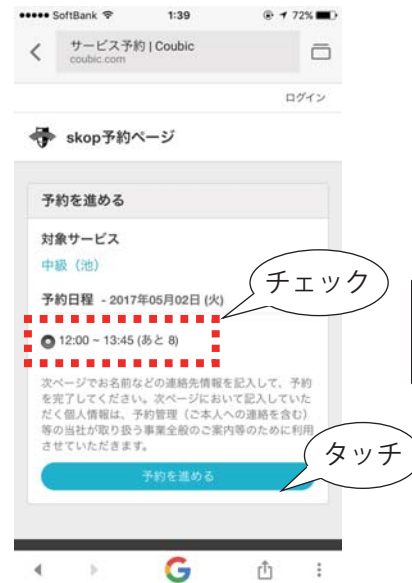 SoftBank 1:39 72%
サービス予約 | Coubic
coubic.com
ログイン
skop予約ページ
予約を進める
対象サービス
中級（池）
予約日程 - 2017年05月02日 (火)
チェック
12:00 ~ 13:45 (あと 8)
次ページでお名前などの連絡先情報を記入して、予約
を完了してください。次ページにおいて記入していた
だく個人情報は、予約管理（ご本人への連絡を含む）
等の当社が取り扱う事業全般のご案内等のために利用
させていただきます。
タッチ
予約を進める
G